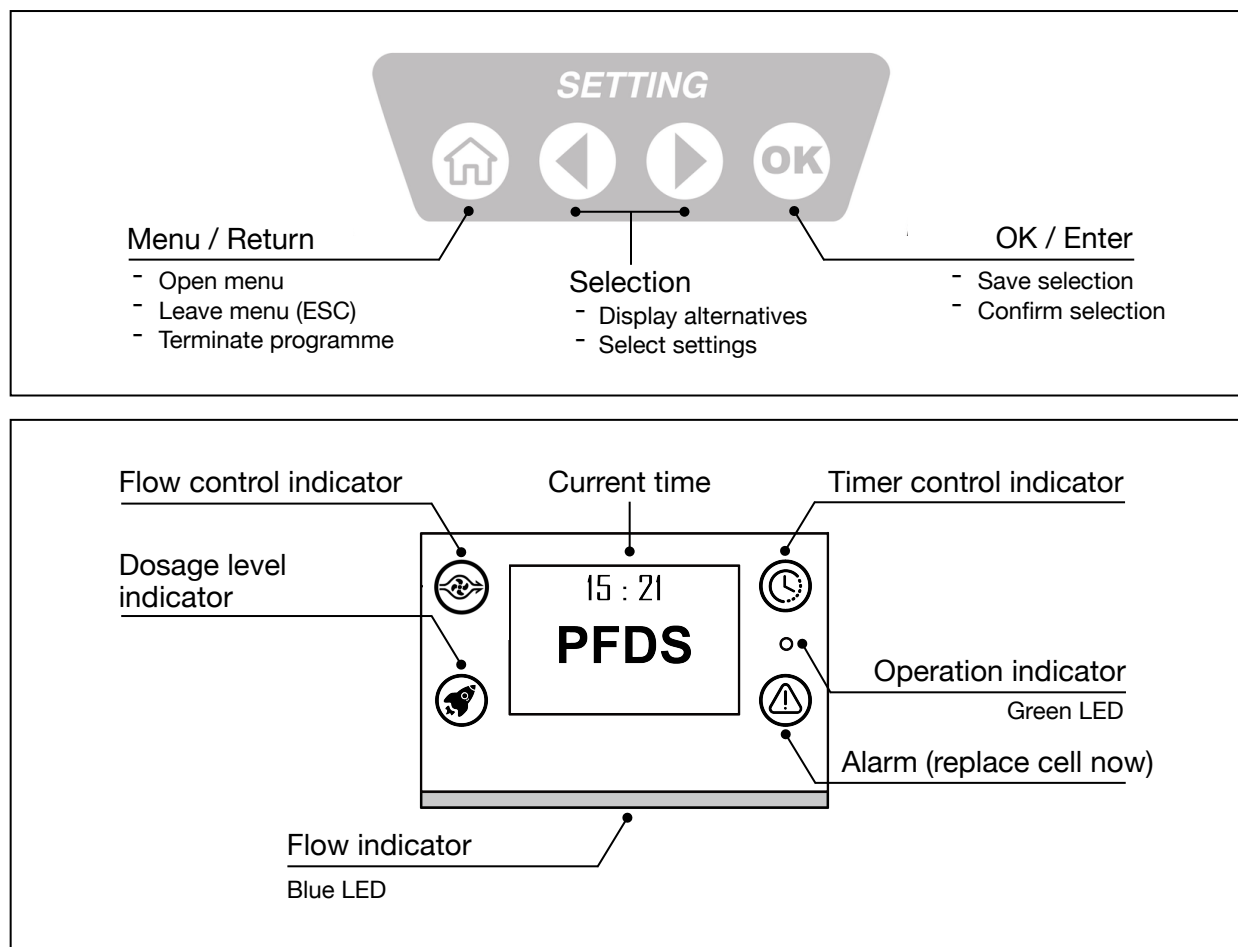 SETTING
OK
Menu / Return
- Open menu
- Leave menu (ESC)
- Terminate programme
Selection
- Display alternatives
- Select settings
OK / Enter
- Save selection
- Confirm selection
Flow control indicator
Current time
Timer control indicator
Dosage level
indicator
15 : 21
PFDS
Operation indicator
Green LED
Alarm (replace cell now)
Flow indicator
Blue LED